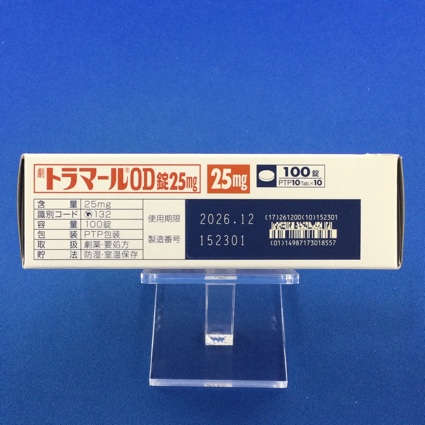 劇 トラマール®OD錠25mg 25mg 100錠
PTP10Tab.×10
含量 25mg
識別コード 132
容量 100錠
包装 PTP包装
取扱 劇薬・要処方
貯法 防湿・室温保存
使用期限 2026.12
製造番号 152301
(17)261200(10)152301
(01)14987173018557